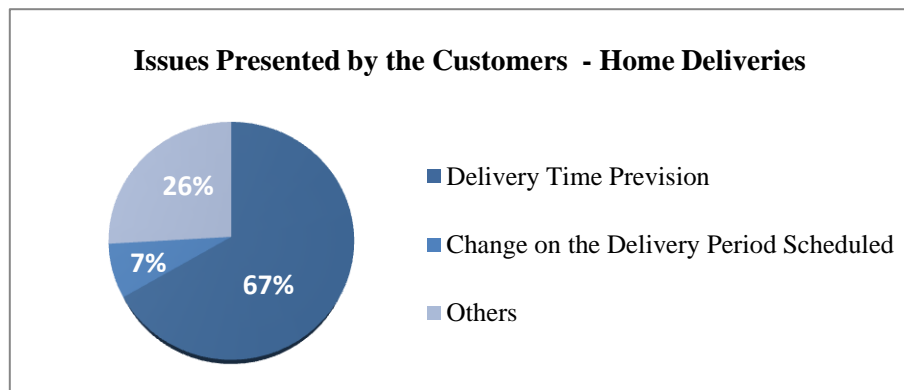 Issues Presented by the Customers - Home Deliveries
26%
7%
67%
Delivery Time Prevision
Change on the Delivery Period Scheduled
Others